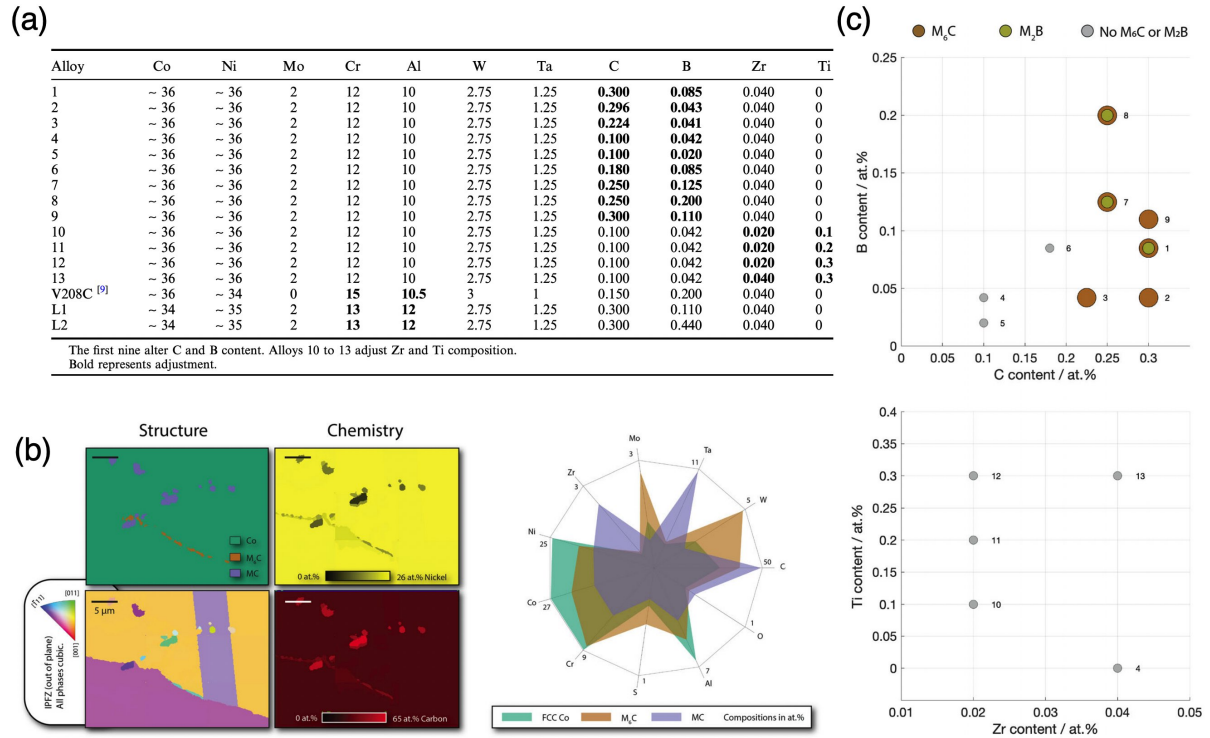 (a)
Alloy Co Ni Mo Cr Al W Ta C B Zr Ti
1 ~ 36 ~ 36 2 12 10 2.75 1.25 0.300 0.085 0.040 0
2 ~ 36 ~ 36 2 12 10 2.75 1.25 0.296 0.043 0.040 0
3 ~ 36 ~ 36 2 12 10 2.75 1.25 0.224 0.041 0.040 0
4 ~ 36 ~ 36 2 12 10 2.75 1.25 0.100 0.042 0.040 0
5 ~ 36 ~ 36 2 12 10 2.75 1.25 0.100 0.020 0.040 0
6 ~ 36 ~ 36 2 12 10 2.75 1.25 0.180 0.085 0.040 0
7 ~ 36 ~ 36 2 12 10 2.75 1.25 0.250 0.125 0.040 0
8 ~ 36 ~ 36 2 12 10 2.75 1.25 0.250 0.200 0.040 0
9 ~ 36 ~ 36 2 12 10 2.75 1.25 0.300 0.110 0.040 0
10 ~ 36 ~ 36 2 12 10 2.75 1.25 0.100 0.042 0.020 0.1
11 ~ 36 ~ 36 2 12 10 2.75 1.25 0.100 0.042 0.020 0.2
12 ~ 36 ~ 36 2 12 10 2.75 1.25 0.100 0.042 0.020 0.3
13 ~ 36 ~ 36 2 12 10 2.75 1.25 0.100 0.042 0.040 0.3
V208C [9] ~ 36 ~ 34 0 15 10.5 3 1 0.150 0.200 0.040 0
L1 ~ 34 ~ 35 2 13 12 2.75 1.25 0.300 0.110 0.040 0
L2 ~ 34 ~ 35 2 13 12 2.75 1.25 0.300 0.440 0.040 0
The first nine alter C and B content. Alloys 10 to 13 adjust Zr and Ti composition.
Bold represents adjustment.
(b)
Structure
Chemistry
Co
M₆C
MC
0 at.% 26 at.% Nickel
IPFZ (out of plane)
All phases cubic.
[1̅11]
[011]
[001]
5 µm
0 at.% 65 at.% Carbon
Mo
3
Ta
11
W
5
C
50
O
1
Al
7
S
1
Cr
9
Co
27
Ni
25
Zr
3
FCC Co M₆C MC Compositions in at.%
(c)
M₆C M₂B No M₆C or M₂B
B content / at.%
0.25
0.2
0.15
0.1
0.05
0
8
7
9
6
1
4
3
2
5
0 0.05 0.1 0.15 0.2 0.25 0.3
C content / at.%
Ti content / at.%
0.4
0.35
0.3
0.25
0.2
0.15
0.1
0.05
0
12
13
11
10
4
0.01 0.02 0.03 0.04 0.05
Zr content / at.%